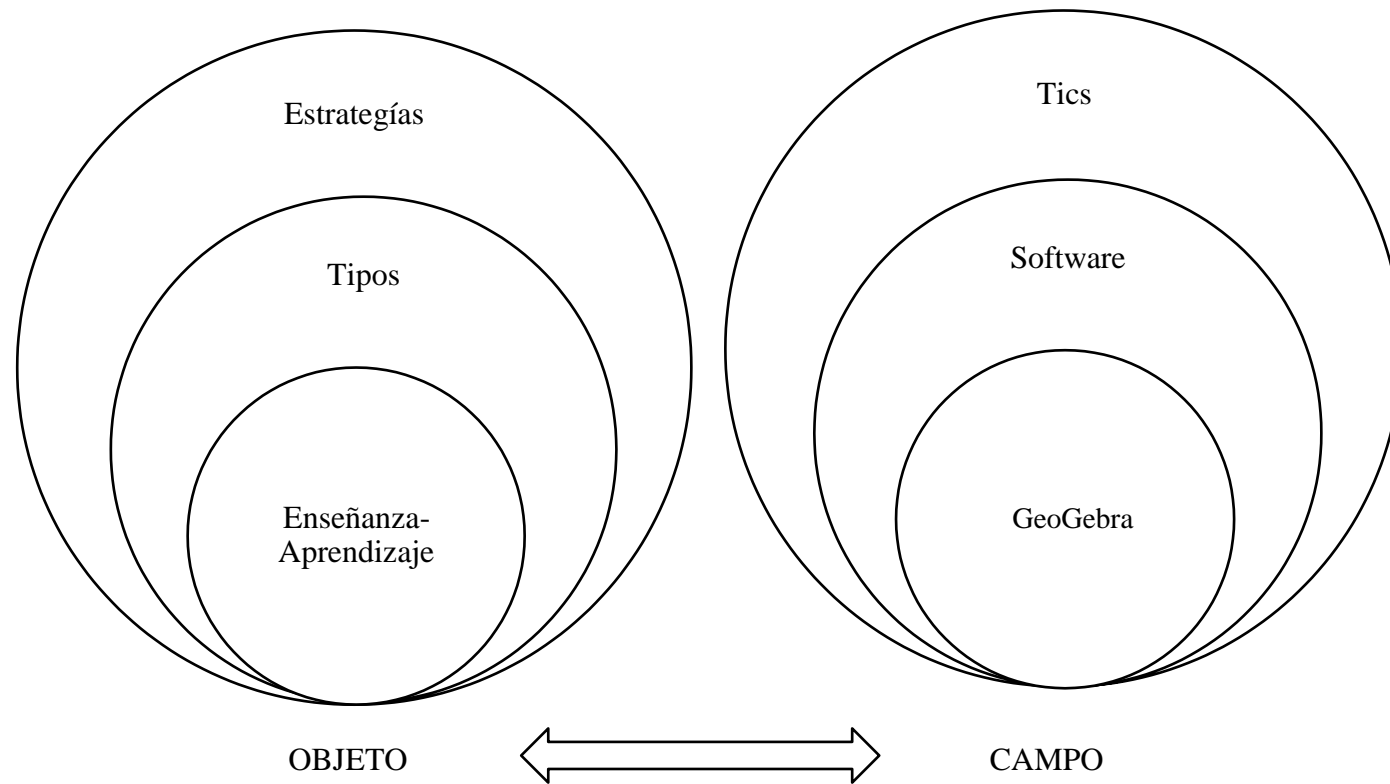 Estrategías
Tipos
Enseñanza-
Aprendizaje
OBJETO
Tics
Software
GeoGebra
CAMPO